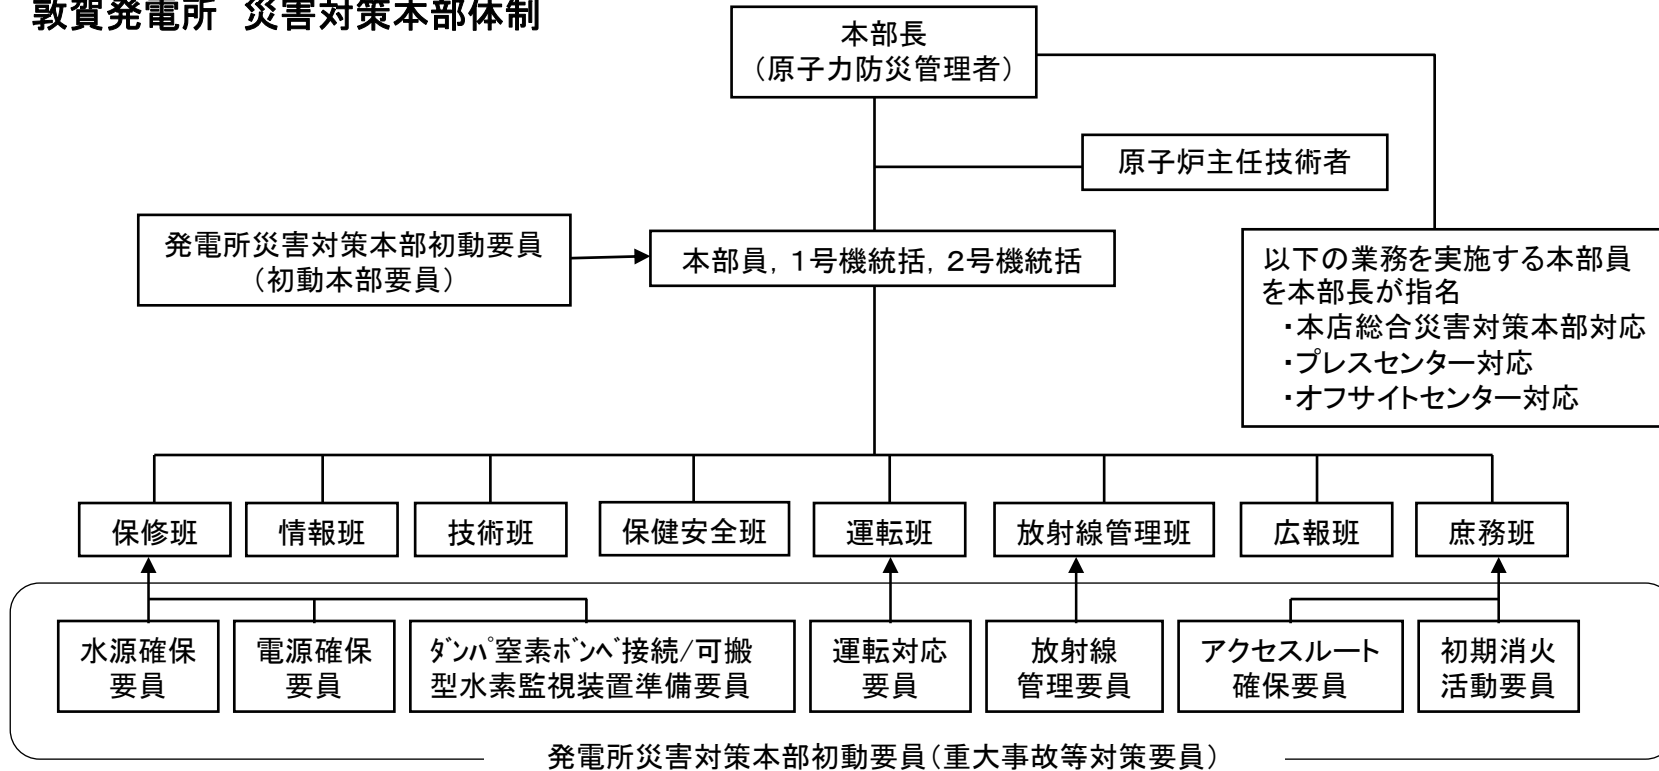 敦賀発電所 災害対策本部体制
本部長
（原子力防災管理者）
原子炉主任技術者
発電所災害対策本部初動要員
（初動本部要員）
本部員，１号機統括，２号機統括
以下の業務を実施する本部員
を本部長が指名
・本店総合災害対策本部対応
・プレスセンター対応
・オフサイトセンター対応
保修班
情報班
技術班
保健安全班
運転班
放射線管理班
広報班
庶務班
水源確保
要員
電源確保
要員
ﾀﾞﾝﾊﾟ窒素ﾎﾞﾝﾍﾞ接続/可搬
型水素監視装置準備要員
運転対応
要員
放射線
管理要員
アクセスルート
確保要員
初期消火
活動要員
発電所災害対策本部初動要員（重大事故等対策要員）